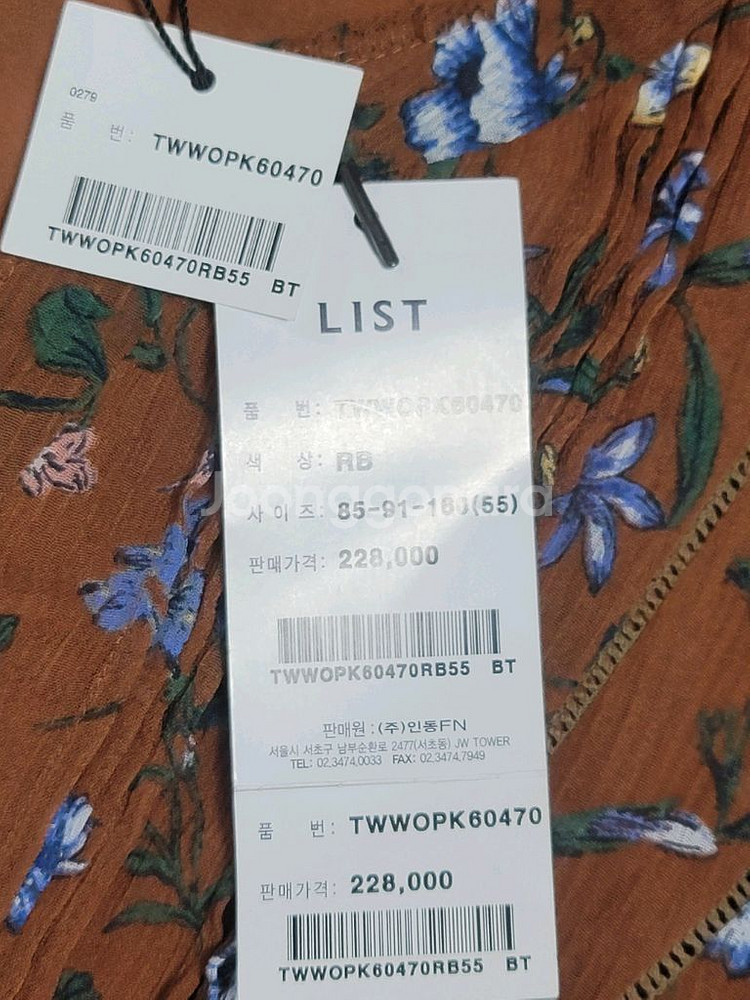 0279
품 번: TWWOPK60470
TWWOPK60470RB55 BT
LIST
품 번: TWWOPK60470
색 상: RB
사이즈: 85-91-160(55)
판매가격: 228,000
TWWOPK60470RB55 BT
판매원 : (주)인동FN
서울시 서초구 남부순환로 2477(서초동) JW TOWER
TEL: 02.3474.0033 FAX: 02.3474.7949
품 번: TWWOPK60470
판매가격: 228,000
TWWOPK60470RB55 BT
Joonggonara